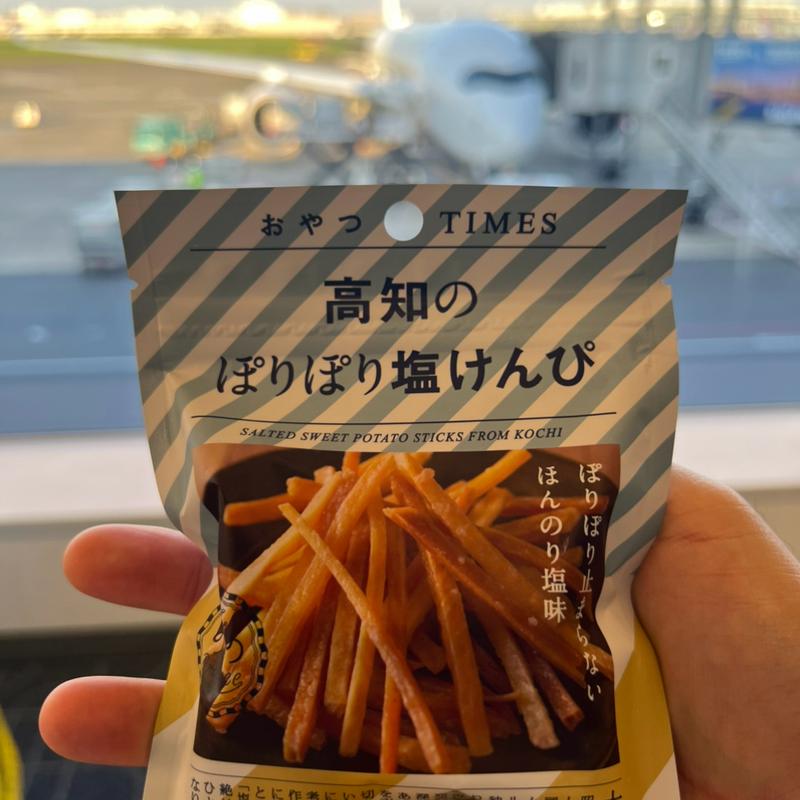 おやつ TIMES
高知の
ぽりぽり塩けんぴ
SALTED SWEET POTATO STICKS FROM KOCHI
ぽりぽり止まらない
ほんのり塩味